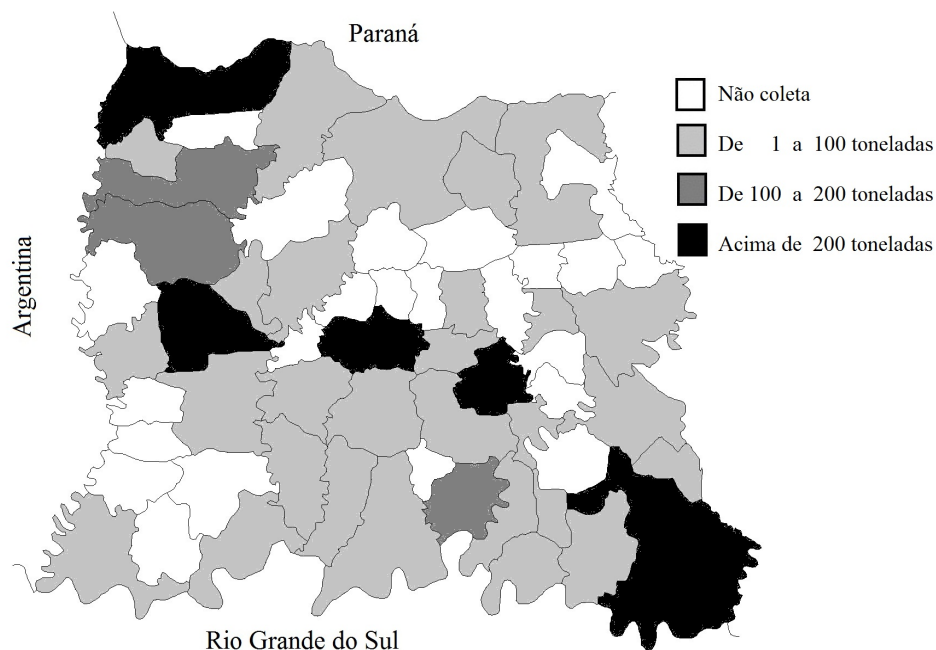 Paraná
Não coleta
De 1 a 100 toneladas
De 100 a 200 toneladas
Acima de 200 toneladas
Argentina
Rio Grande do Sul